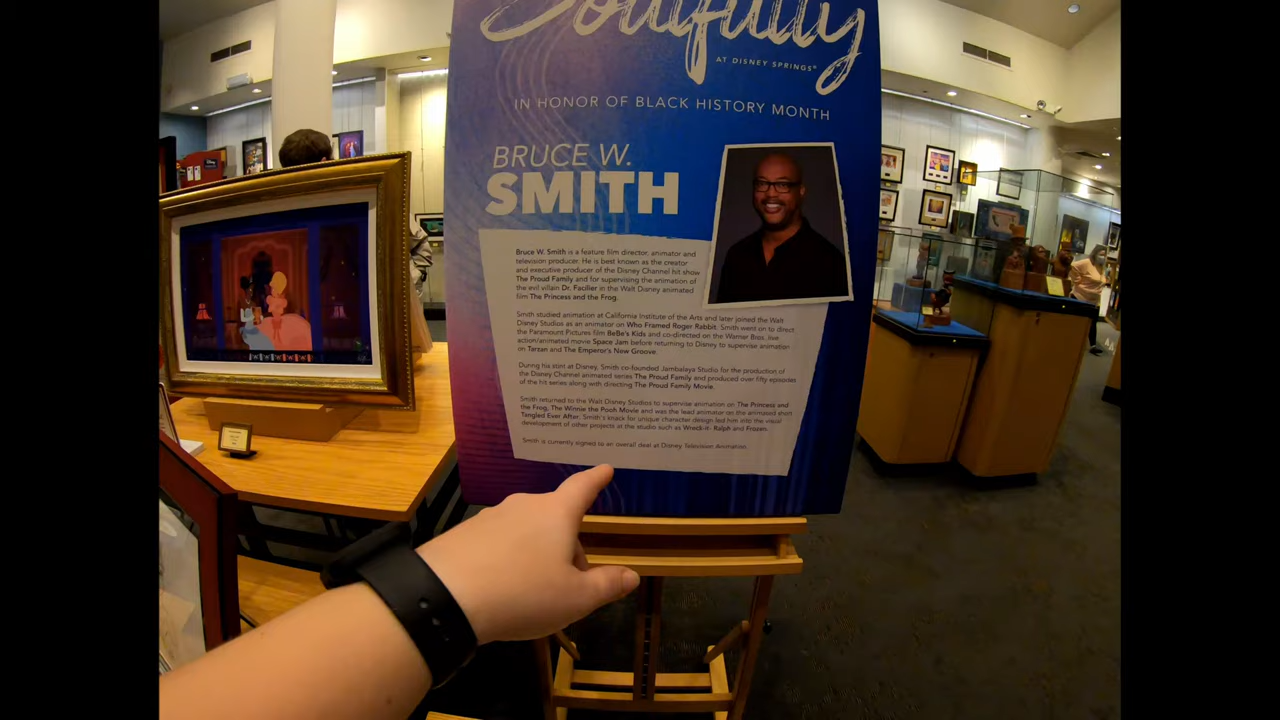 Soulfully
AT DISNEY SPRINGS®
IN HONOR OF BLACK HISTORY MONTH
BRUCE W.
SMITH
Bruce W. Smith is a feature film director, animator and
television producer. He is best known as the creator
and executive producer of the Disney Channel hit show
The Proud Family and for supervising the animation of
the evil villain Dr. Facilier in the Walt Disney animated
film The Princess and the Frog.
Smith studied animation at California Institute of the Arts and later joined the Walt
Disney Studios as an animator on Who Framed Roger Rabbit. Smith went on to direct
the Paramount Pictures film BeBe's Kids and co-directed on the Warner Bros. live
action/animated movie Space Jam before returning to Disney to supervise animation
on Tarzan and The Emperor's New Groove.
During his stint at Disney, Smith co-founded Jambalaya Studio for the production of
the Disney Channel animated series The Proud Family and produced over fifty episodes
of the hit series along with directing The Proud Family Movie.
Smith returned to the Walt Disney Studios to supervise animation on The Princess and
the Frog, The Winnie the Pooh Movie and was the lead animator on the animated short
Tangled Ever After. Smith's knack for unique character design led him into the visual
development of other projects at the studio such as Wreck-it- Ralph and Frozen.
Smith is currently signed to an overall deal at Disney Television Animation.